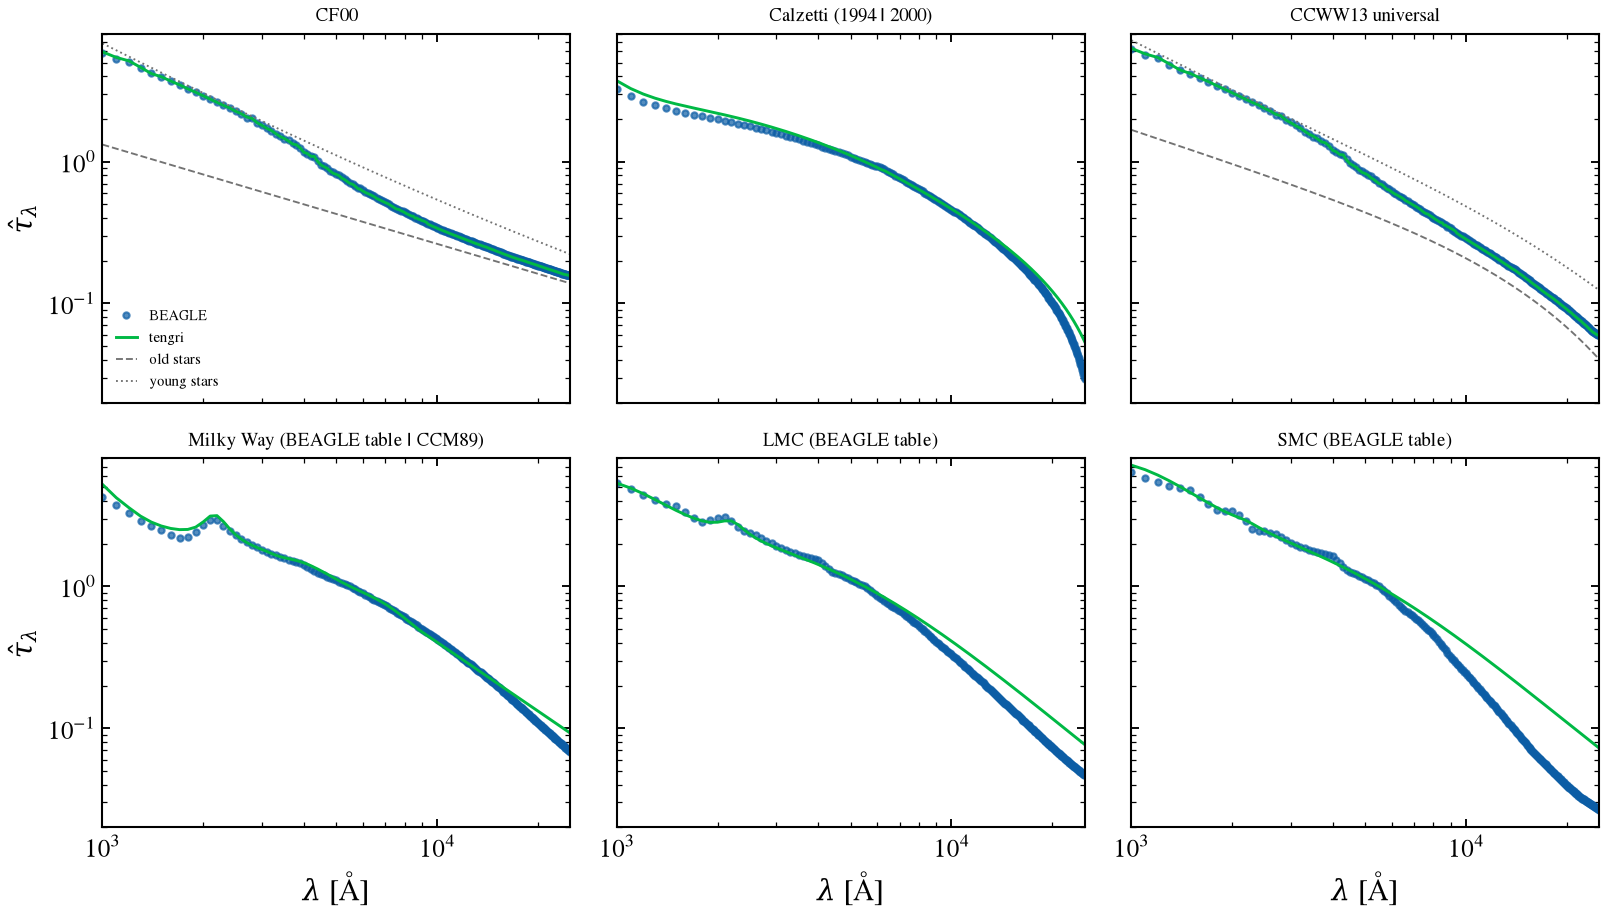 CF00
Calzetti (1994 | 2000)
CCWW13 universal
10⁰
10⁻¹
τ̂λ
BEAGLE
tengri
old stars
young stars
Milky Way (BEAGLE table | CCM89)
LMC (BEAGLE table)
SMC (BEAGLE table)
10⁰
10⁻¹
τ̂λ
10³ 10⁴ 10³ 10⁴ 10³ 10⁴
λ [Å] λ [Å] λ [Å]